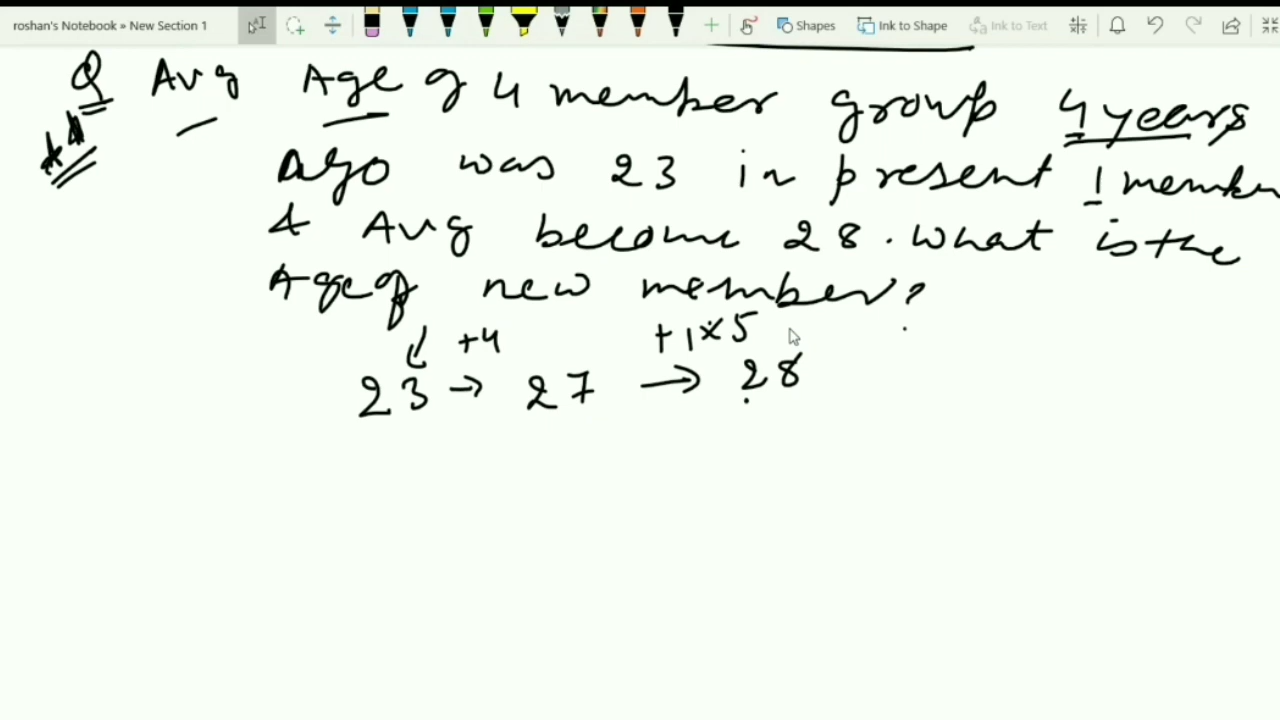 roshan's Notebook » New Section 1
Shapes
Ink to Shape
Ink to Text
Q Avg Age of 4 member group 4 years
Ago was 23 in present 1 member
& Avg become 28. What is the
Age of new member?
+4 +1×5
23 → 27 → 28